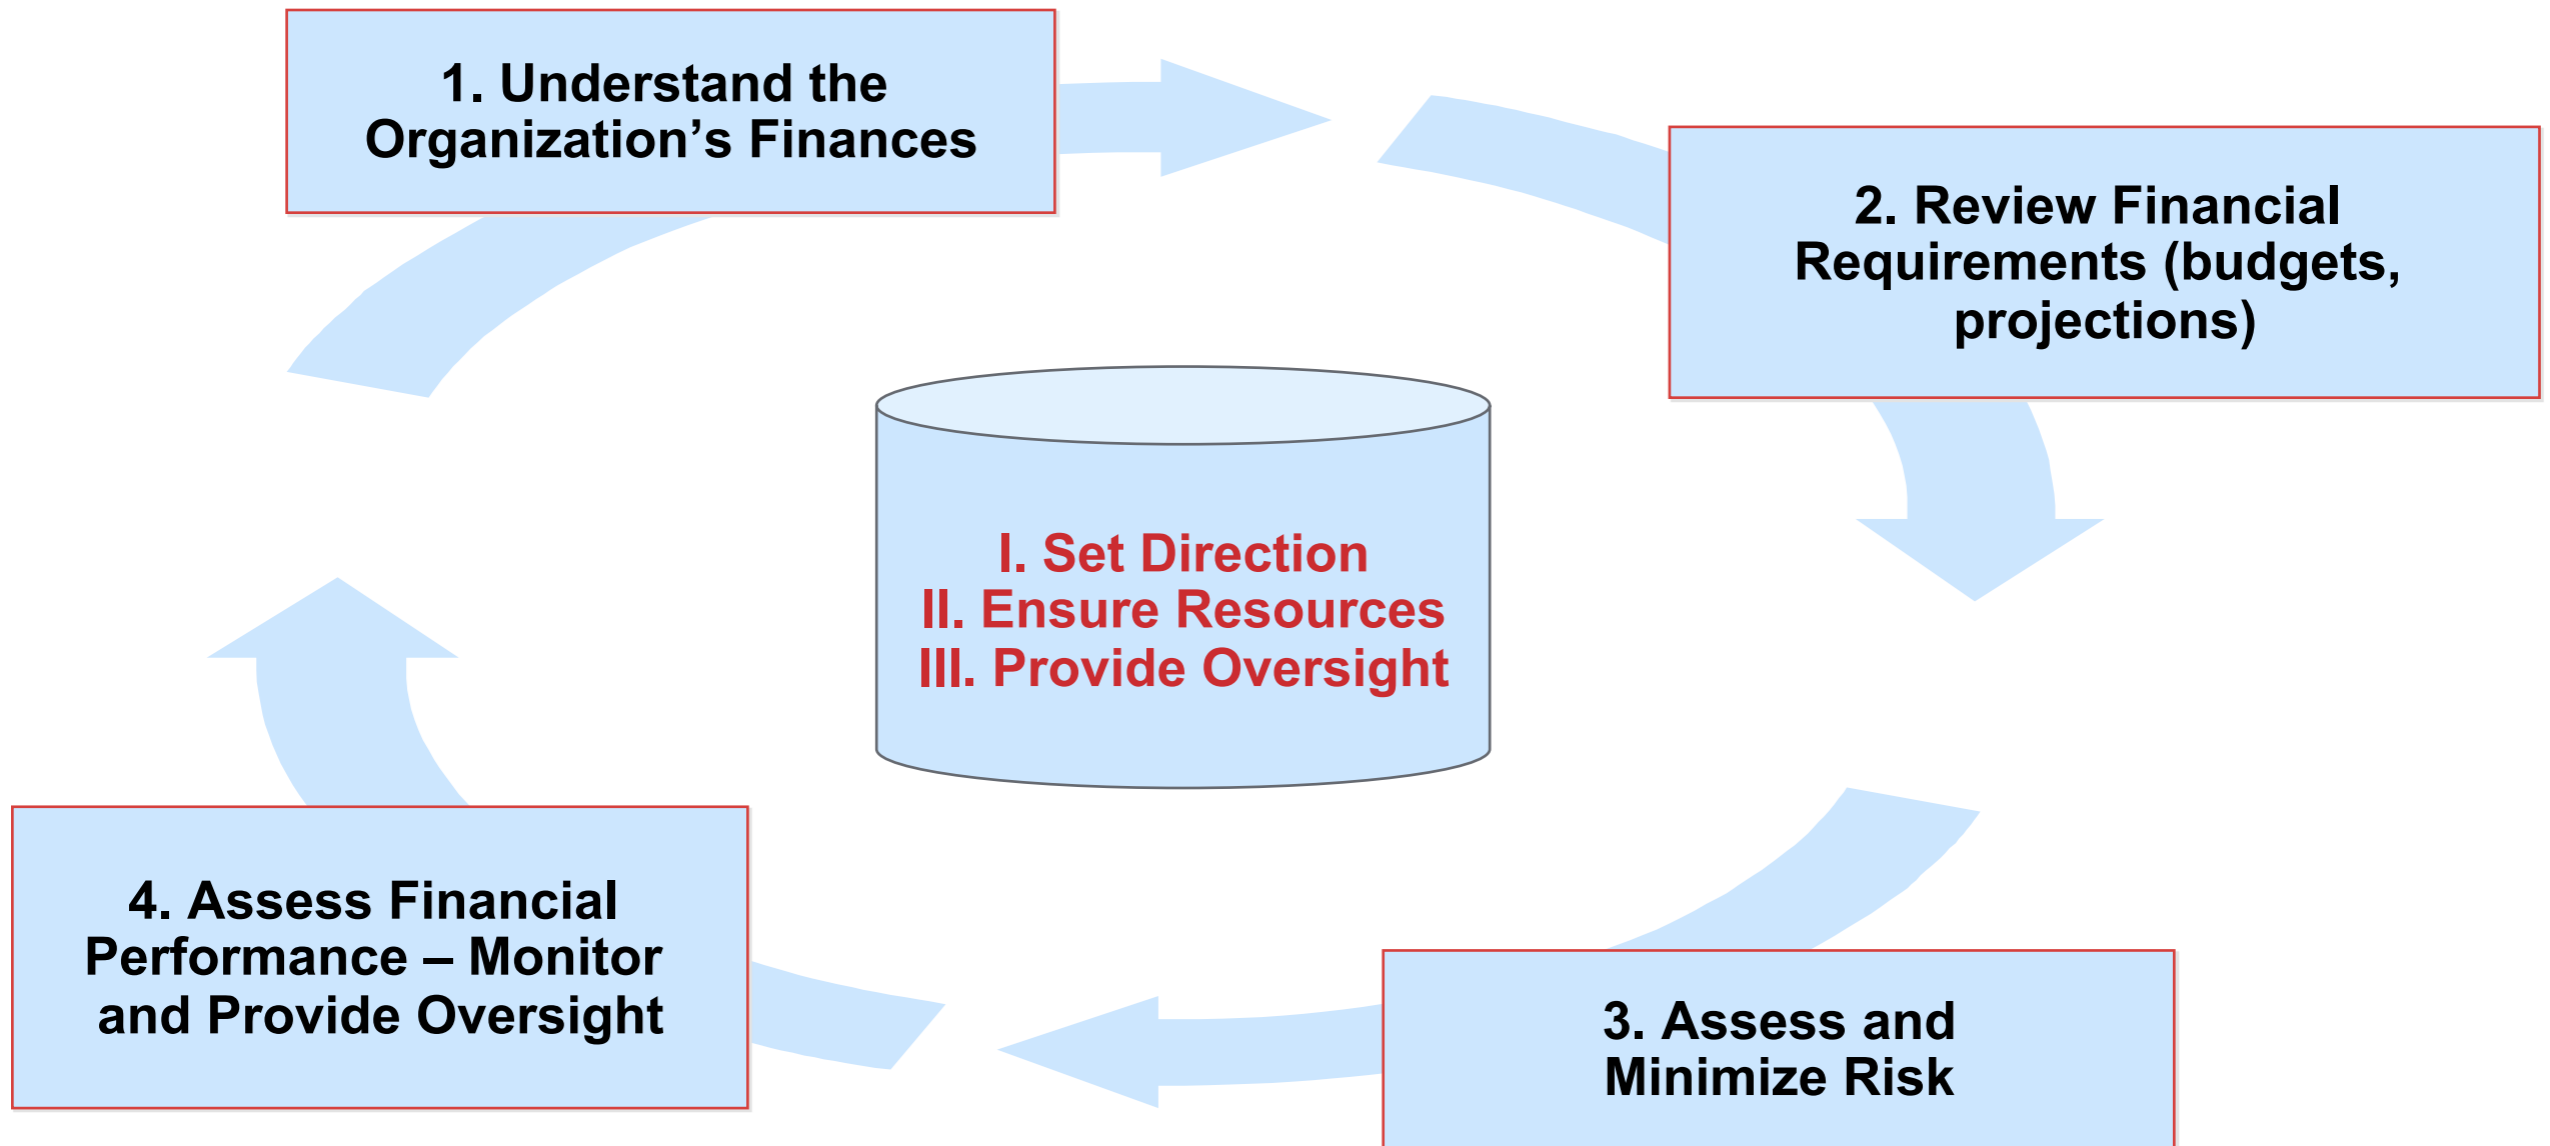 1. Understand the
Organization’s Finances
2. Review Financial
Requirements (budgets,
projections)
I. Set Direction
II. Ensure Resources
III. Provide Oversight
4. Assess Financial
Performance – Monitor
and Provide Oversight
3. Assess and
Minimize Risk